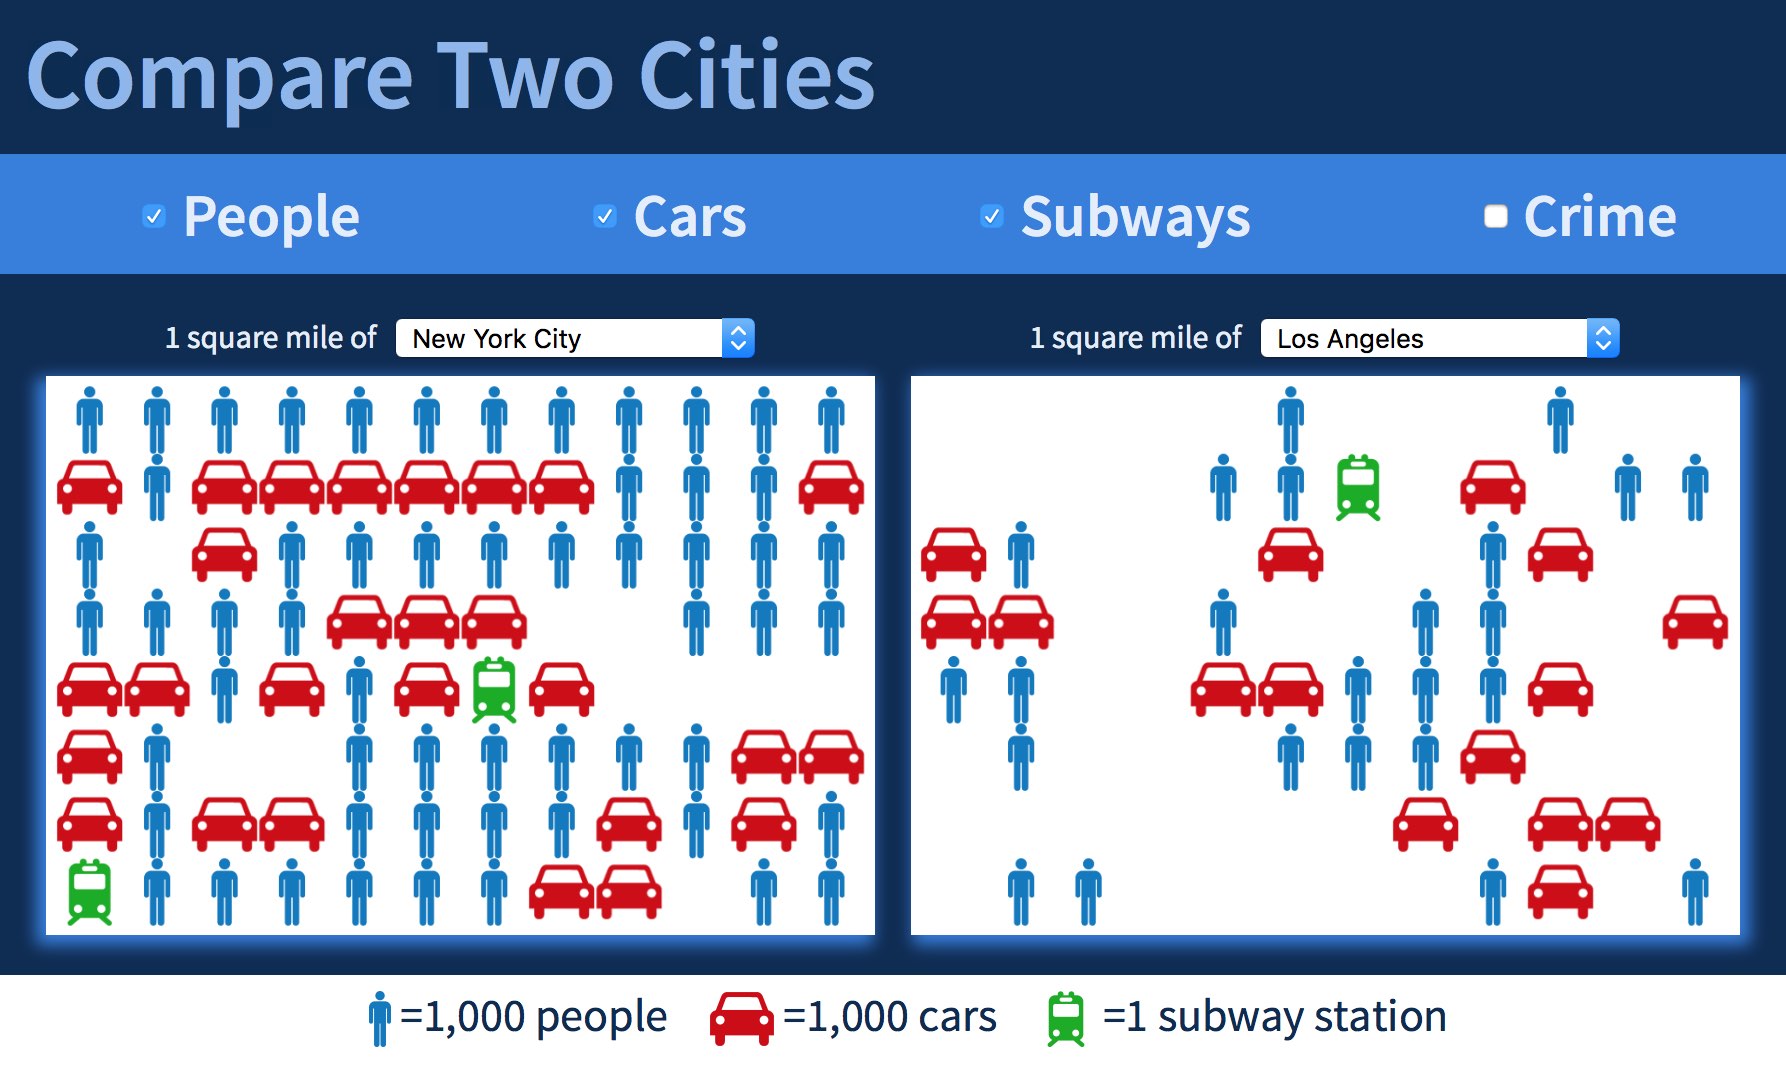 Compare Two Cities
People Cars Subways Crime
1 square mile of New York City 1 square mile of Los Angeles
=1,000 people =1,000 cars =1 subway station